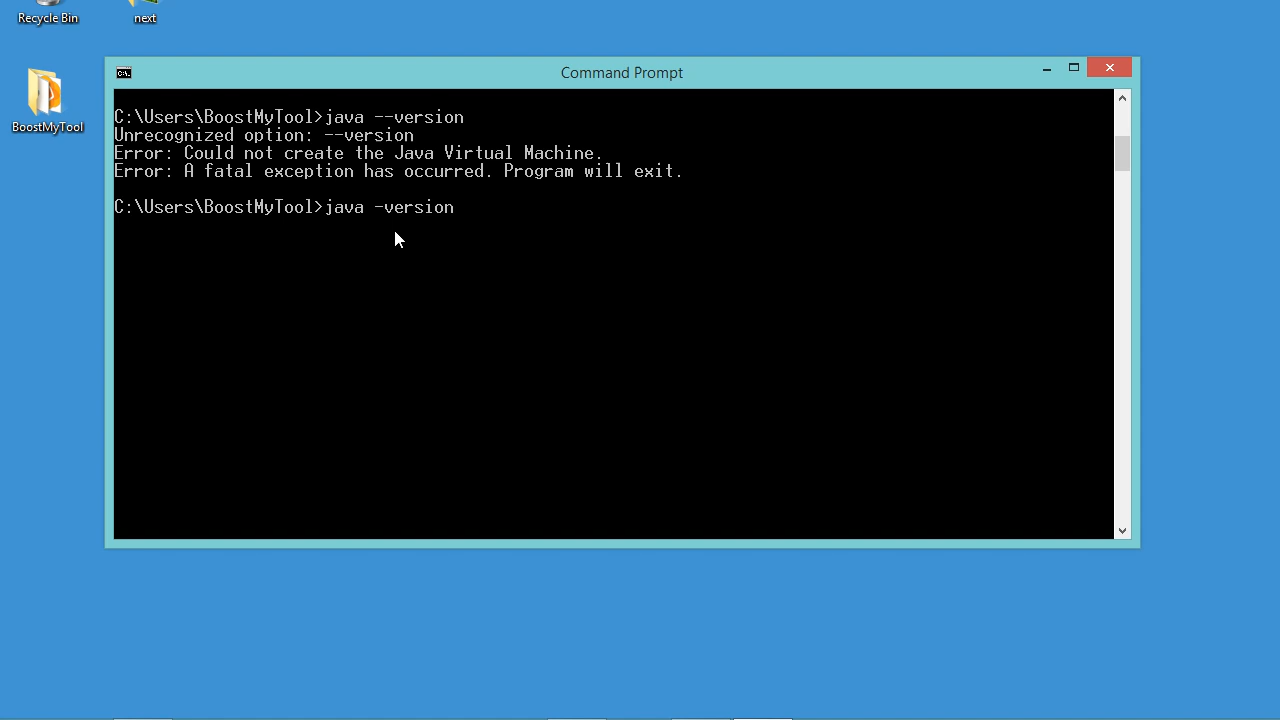 Recycle Bin
next
BoostMyTool
Command Prompt
C:\Users\BoostMyTool>java --version
Unrecognized option: --version
Error: Could not create the Java Virtual Machine.
Error: A fatal exception has occurred. Program will exit.
C:\Users\BoostMyTool>java -version